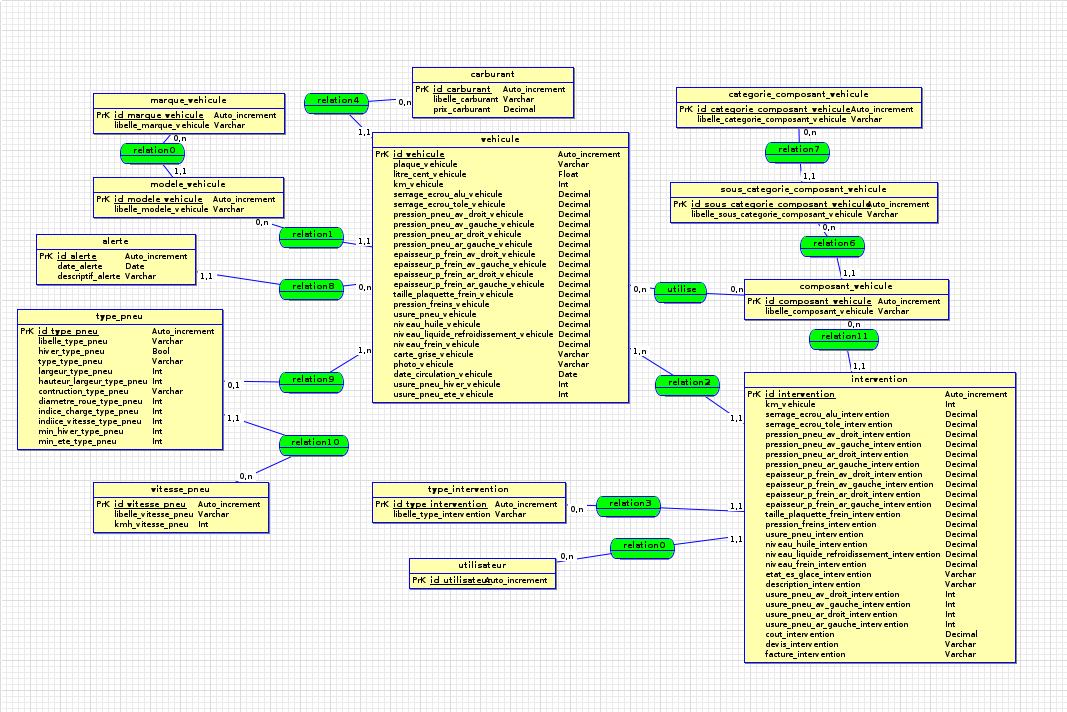 carburant
PrK id_carburant Auto_increment
libelle_carburant Varchar
prix_carburant Decimal
relation4
0,n
1,1
marque_vehicule
PrK id_marque_vehicule Auto_increment
libelle_marque_vehicule Varchar
0,n
relation0
1,1
modele_vehicule
PrK id_modele_vehicule Auto_increment
libelle_modele_vehicule Varchar
0,n
relation1
1,1
alerte
PrK id_alerte Auto_increment
date_alerte Date
descriptif_alerte Varchar
1,1
relation8
0,n
type_pneu
PrK id_type_pneu Auto_increment
libelle_type_pneu Varchar
hiver_type_pneu Bool
type_type_pneu Varchar
largeur_type_pneu Int
hauteur_largeur_type_pneu Int
contruction_type_pneu Varchar
diametre_roue_type_pneu Int
indice_charge_type_pneu Int
indiice_vitesse_type_pneu Int
min_hiver_type_pneu Int
min_ete_type_pneu Int
0,1
relation9
1,n
1,1
relation10
0,n
vitesse_pneu
PrK id_vitesse_pneu Auto_increment
libelle_vitesse_pneu Varchar
kmh_vitesse_pneu Int
vehicule
PrK id_vehicule Auto_increment
plaque_vehicule Varchar
litre_cent_vehicule Float
km_vehicule Int
serrage_ecrou_alu_vehicule Decimal
serrage_ecrou_tole_vehicule Decimal
pression_pneu_av_droit_vehicule Decimal
pression_pneu_av_gauche_vehicule Decimal
pression_pneu_ar_droit_vehicule Decimal
pression_pneu_ar_gauche_vehicule Decimal
epaisseur_p_frein_av_droit_vehicule Decimal
epaisseur_p_frein_av_gauche_vehicule Decimal
epaisseur_p_frein_ar_droit_vehicule Decimal
epaisseur_p_frein_ar_gauche_vehicule Decimal
taille_plaquette_frein_vehicule Decimal
pression_freins_vehicule Decimal
usure_pneu_vehicule Decimal
niveau_huile_vehicule Decimal
niveau_liquide_refroidissement_vehicule Decimal
niveau_frein_vehicule Decimal
carte_grise_vehicule Varchar
photo_vehicule Varchar
date_circulation_vehicule Date
usure_pneu_hiver_vehicule Int
usure_pneu_ete_vehicule Int
categorie_composant_vehicule
PrK id_categorie_composant_vehicule Auto_increment
libelle_categorie_composant_vehicule Varchar
0,n
relation7
1,1
sous_categorie_composant_vehicule
PrK id_sous_categorie_composant_vehicule Auto_increment
libelle_sous_categorie_composant_vehicule Varchar
0,n
relation6
1,1
composant_vehicule
PrK id_composant_vehicule Auto_increment
libelle_composant_vehicule Varchar
0,n
utilise
0,n
0,n
relation11
1,1
1,n
relation2
1,1
intervention
PrK id_intervention Auto_increment
km_vehicule Int
serrage_ecrou_alu_intervention Decimal
serrage_ecrou_tole_intervention Decimal
pression_pneu_av_droit_intervention Decimal
pression_pneu_av_gauche_intervention Decimal
pression_pneu_ar_droit_intervention Decimal
pression_pneu_ar_gauche_intervention Decimal
epaisseur_p_frein_av_droit_intervention Decimal
epaisseur_p_frein_av_gauche_intervention Decimal
epaisseur_p_frein_ar_droit_intervention Decimal
epaisseur_p_frein_ar_gauche_intervention Decimal
taille_plaquette_frein_intervention Decimal
pression_freins_intervention Decimal
usure_pneu_intervention Decimal
niveau_huile_intervention Decimal
niveau_liquide_refroidissement_intervention Decimal
niveau_frein_intervention Decimal
etat_es_glace_intervention Varchar
description_intervention Varchar
usure_pneu_av_droit_intervention Int
usure_pneu_av_gauche_intervention Int
usure_pneu_ar_droit_intervention Int
usure_pneu_ar_gauche_intervention Int
cout_intervention Decimal
devis_intervention Varchar
facture_intervention Varchar
type_intervention
PrK id_type_intervention Auto_increment
libelle_type_intervention Varchar
0,n
relation3
1,1
utilisateur
PrK id_utilisateur Auto_increment
0,n
relation0
1,1